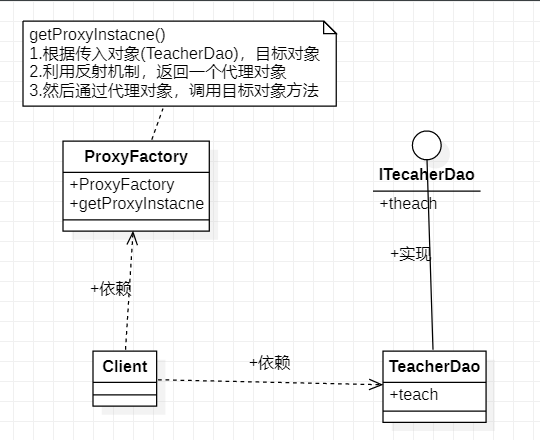 getProxyInstacne()
1.根据传入对象(TeacherDao)，目标对象
2.利用反射机制，返回一个代理对象
3.然后通过代理对象，调用目标对象方法
ProxyFactory
+ProxyFactory
+getProxyInstacne
ITecaherDao
+theach
+实现
+依赖
Client
+依赖
TeacherDao
+teach